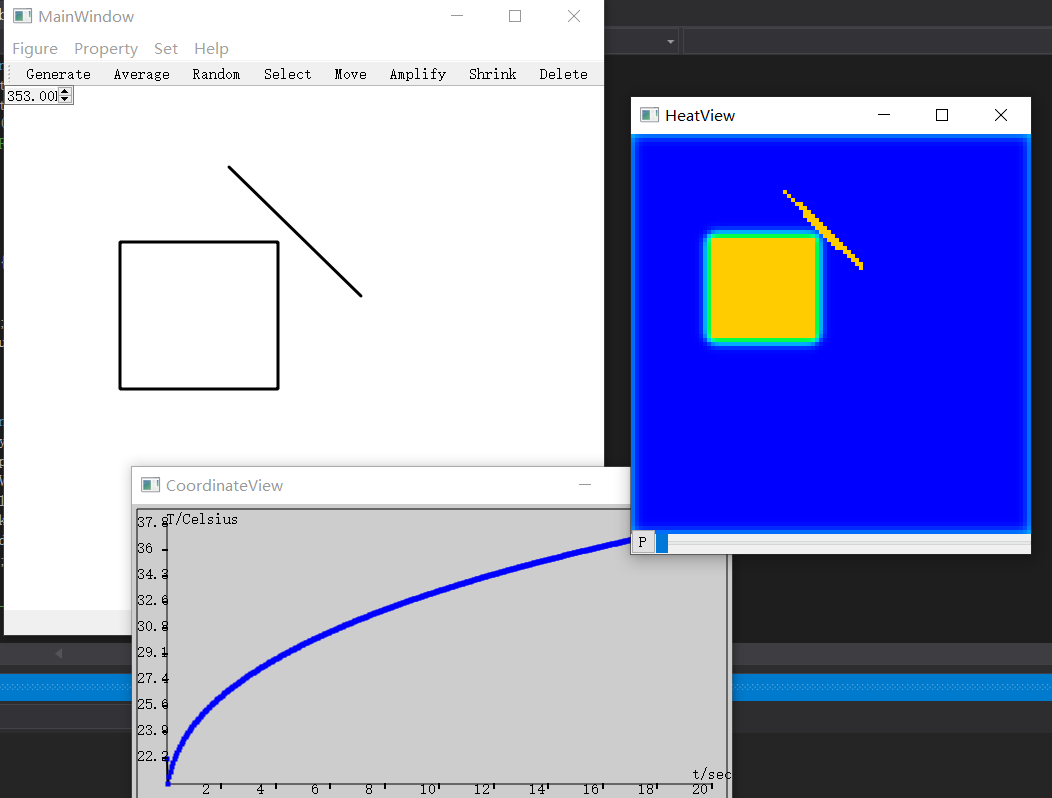 MainWindow
Figure Property Set Help
Generate Average Random Select Move Amplify Shrink Delete
353.00
HeatView
P
CoordinateView
T/Celsius
37.8
36
34.3
32.6
30.8
29.1
27.4
25.6
23.9
22.2
t/sec
2 4 6 8 10 12 14 16 18 20